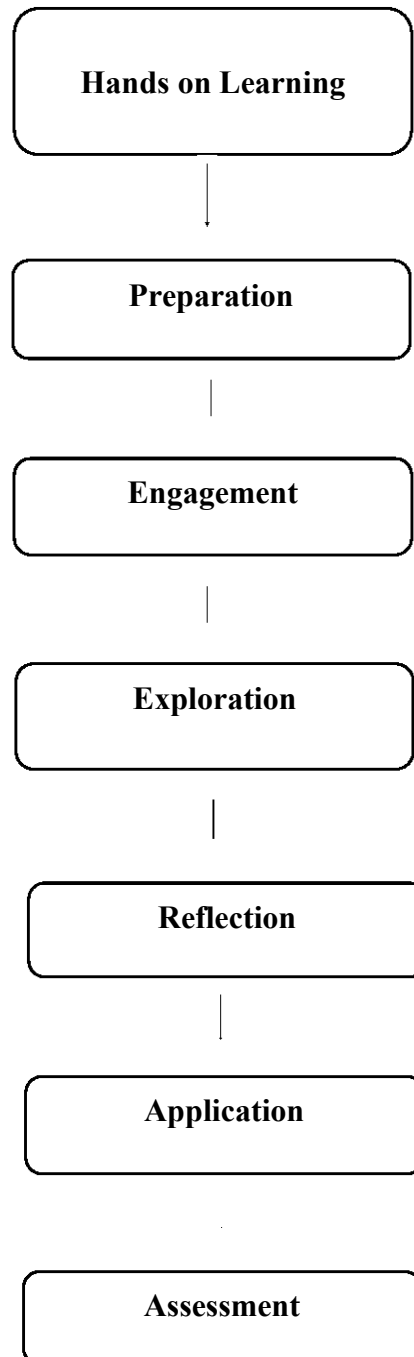 Hands on Learning
Preparation
Engagement
Exploration
Reflection
Application
Assessment